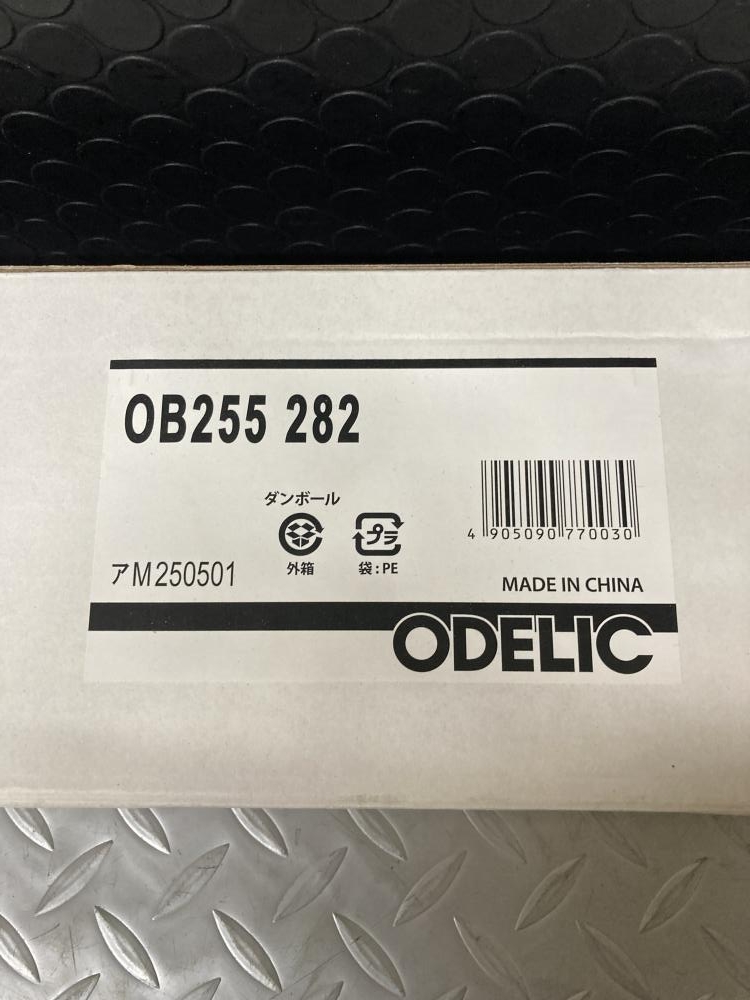 OB255 282
ダンボール
プラ
4 905090 770030
外箱
袋:PE
アM250501
MADE IN CHINA
ODELIC